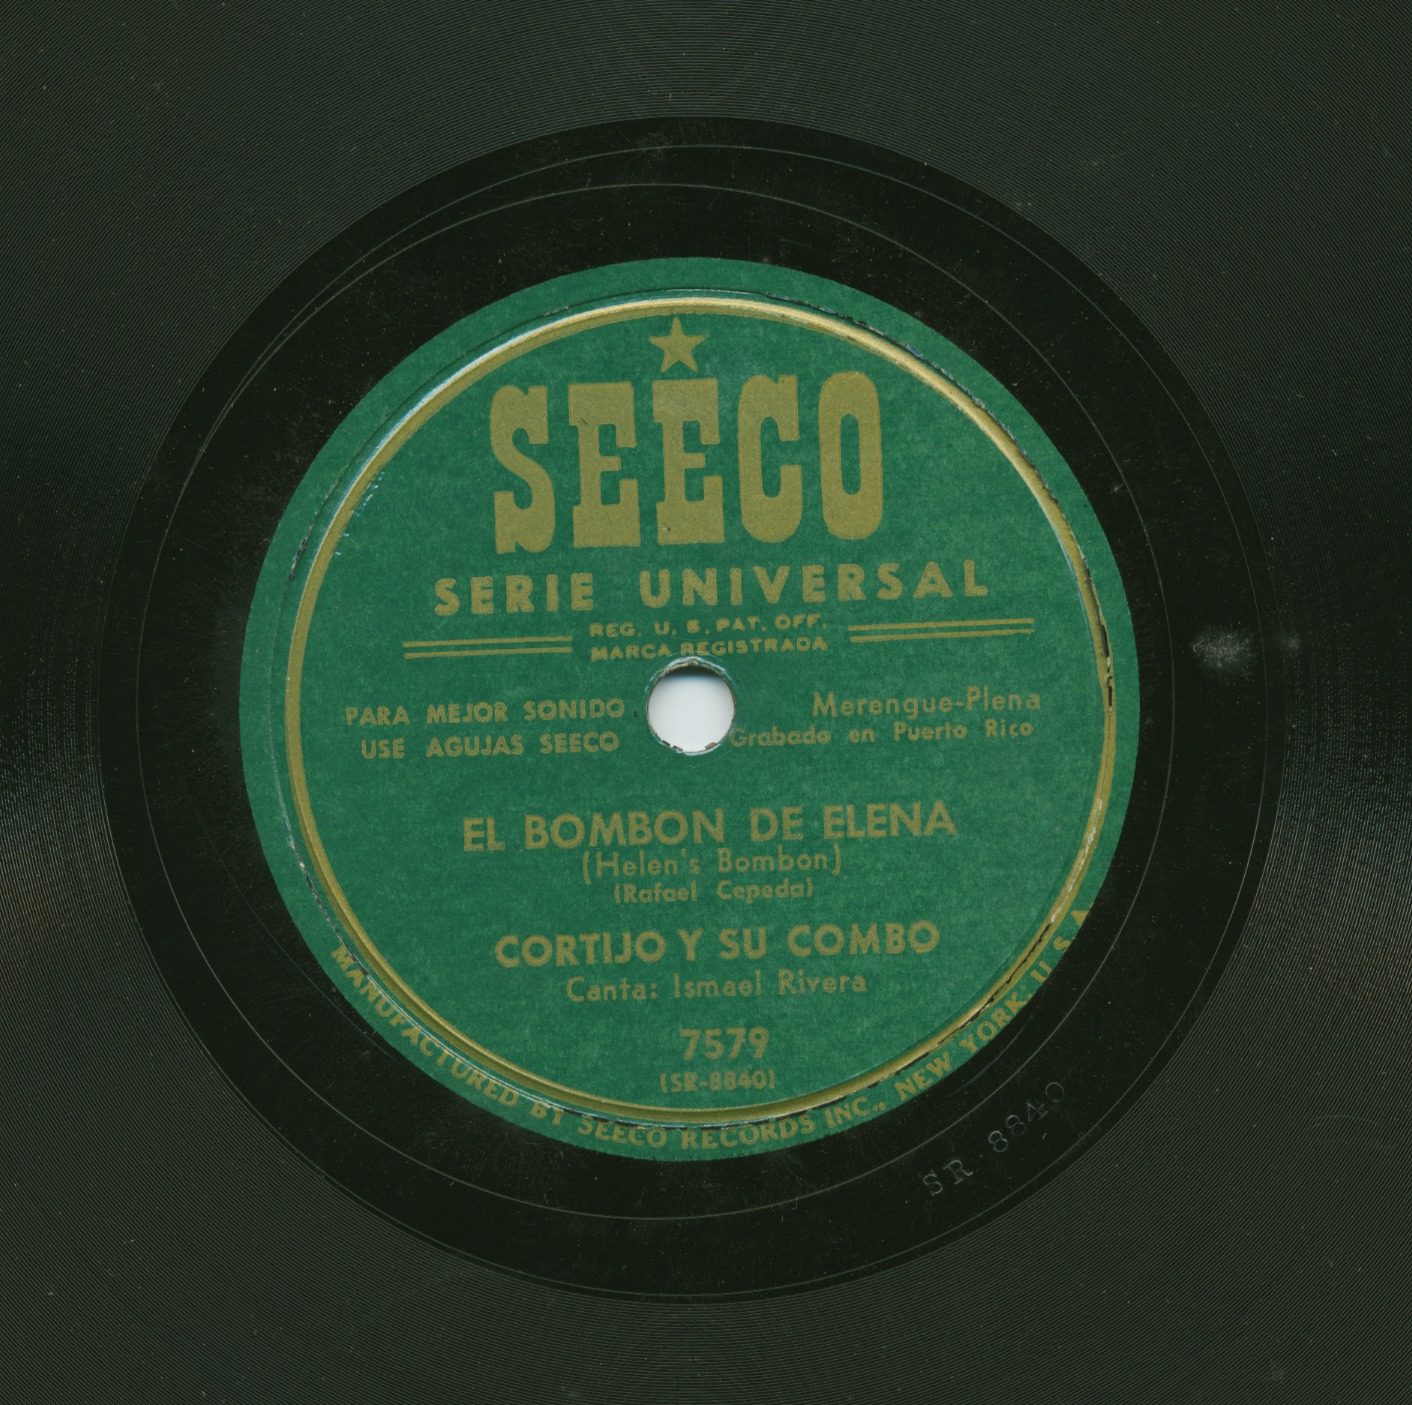 SEECO
SERIE UNIVERSAL
REG. U. S. PAT. OFF.
MARCA REGISTRADA
PARA MEJOR SONIDO
USE AGUJAS SEECO
Merengue-Plena
Grabado en Puerto Rico
EL BOMBON DE ELENA
(Helen's Bombon)
(Rafael Cepeda)
CORTIJO Y SU COMBO
Canta: Ismael Rivera
7579
(SR-8840)
MANUFACTURED BY SEECO RECORDS INC., NEW YORK, U S A
SR·8840